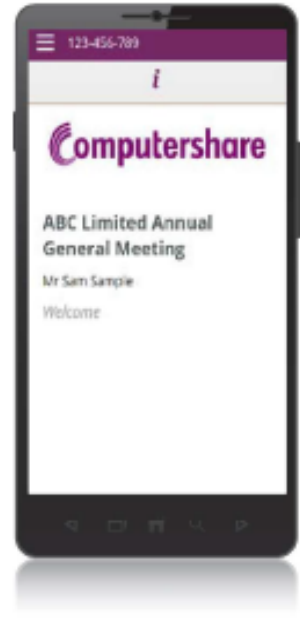 123-456-789
i
Computershare
ABC Limited Annual
General Meeting
Mr Sam Sample
Welcome